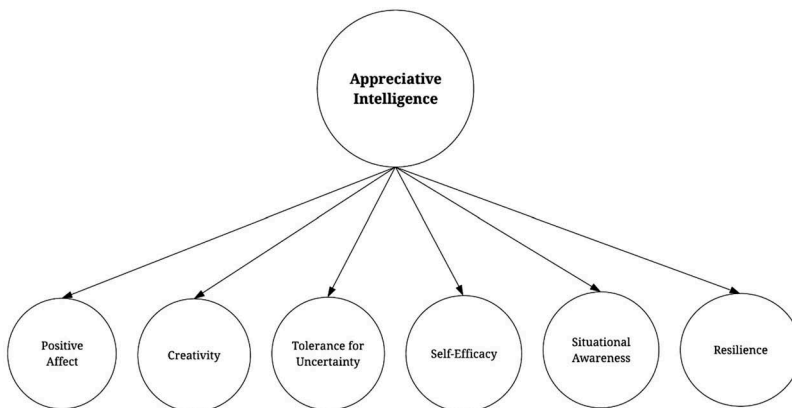 Appreciative
Intelligence
Positive
Affect
Creativity
Tolerance for
Uncertainty
Self-Efficacy
Situational
Awareness
Resilience